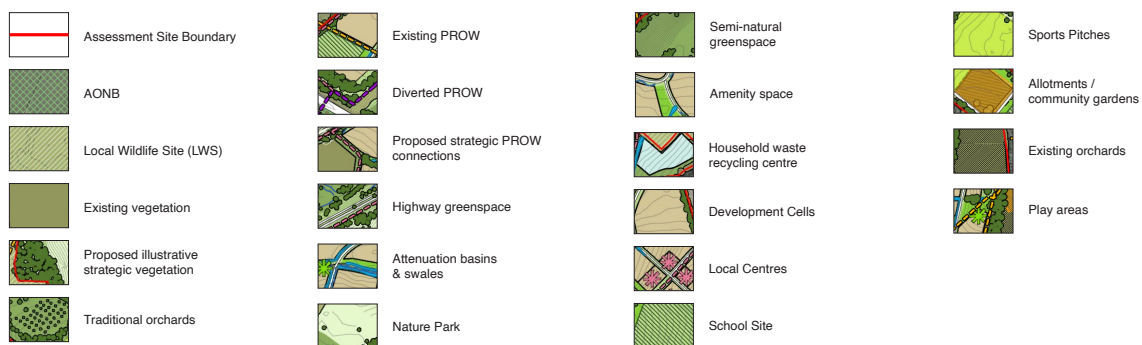 Assessment Site Boundary
AONB
Local Wildlife Site (LWS)
Existing vegetation
Proposed illustrative
strategic vegetation
Traditional orchards
Existing PROW
Diverted PROW
Proposed strategic PROW
connections
Highway greenspace
Attenuation basins
& swales
Nature Park
Semi-natural
greenspace
Amenity space
Household waste
recycling centre
Development Cells
Local Centres
School Site
Sports Pitches
Allotments /
community gardens
Existing orchards
Play areas